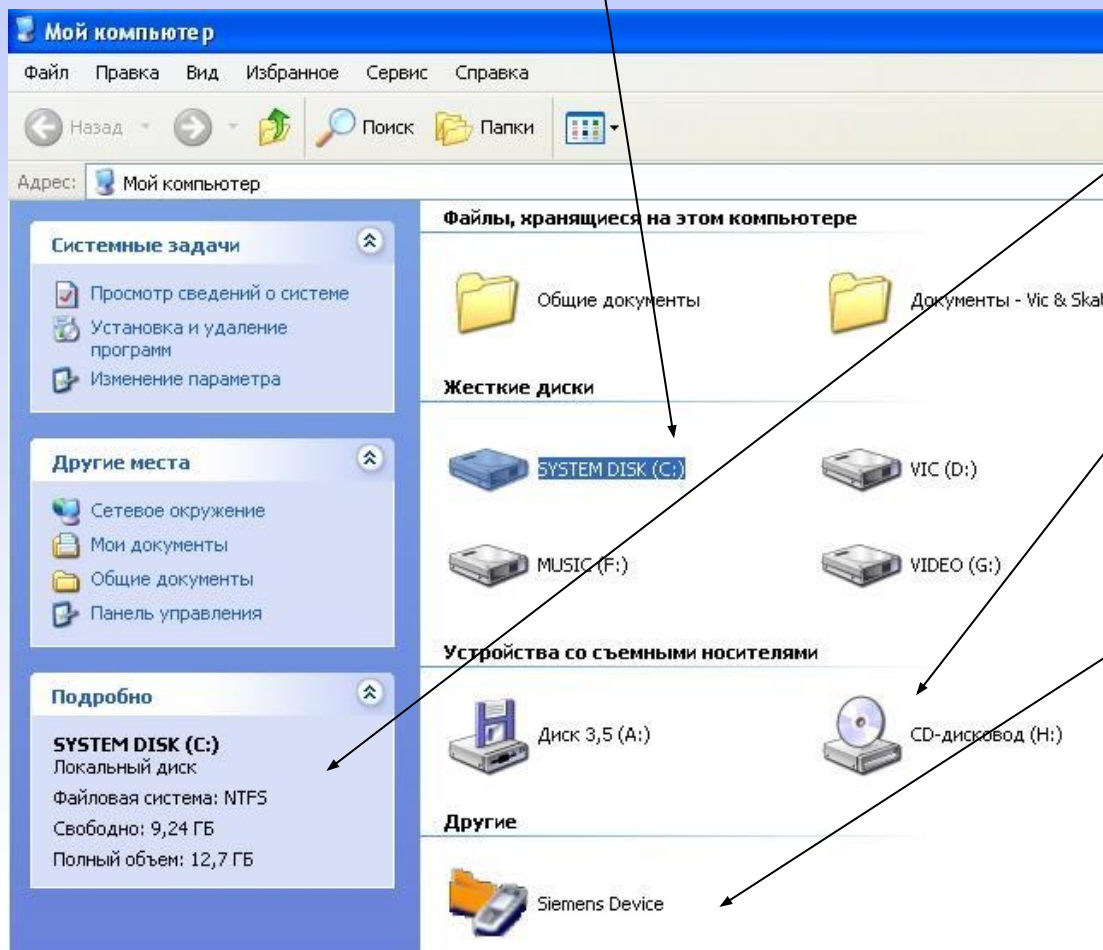 Мой компьютер
Файл Правка Вид Избранное Сервис Справка
Назад Поиск Папки
Адрес: Мой компьютер
Системные задачи
Просмотр сведений о системе
Установка и удаление
программ
Изменение параметра
Другие места
Сетевое окружение
Мои документы
Общие документы
Панель управления
Подробно
SYSTEM DISK (C:)
Локальный диск
Файловая система: NTFS
Свободно: 9,24 ГБ
Полный объем: 12,7 ГБ
Файлы, хранящиеся на этом компьютере
Общие документы
Документы - Vic & Skat
Жесткие диски
SYSTEM DISK (C:)
VIC (D:)
MUSIC (F:)
VIDEO (G:)
Устройства со съемными носителями
Диск 3,5 (A:)
CD-дисковод (H:)
Другие
Siemens Device